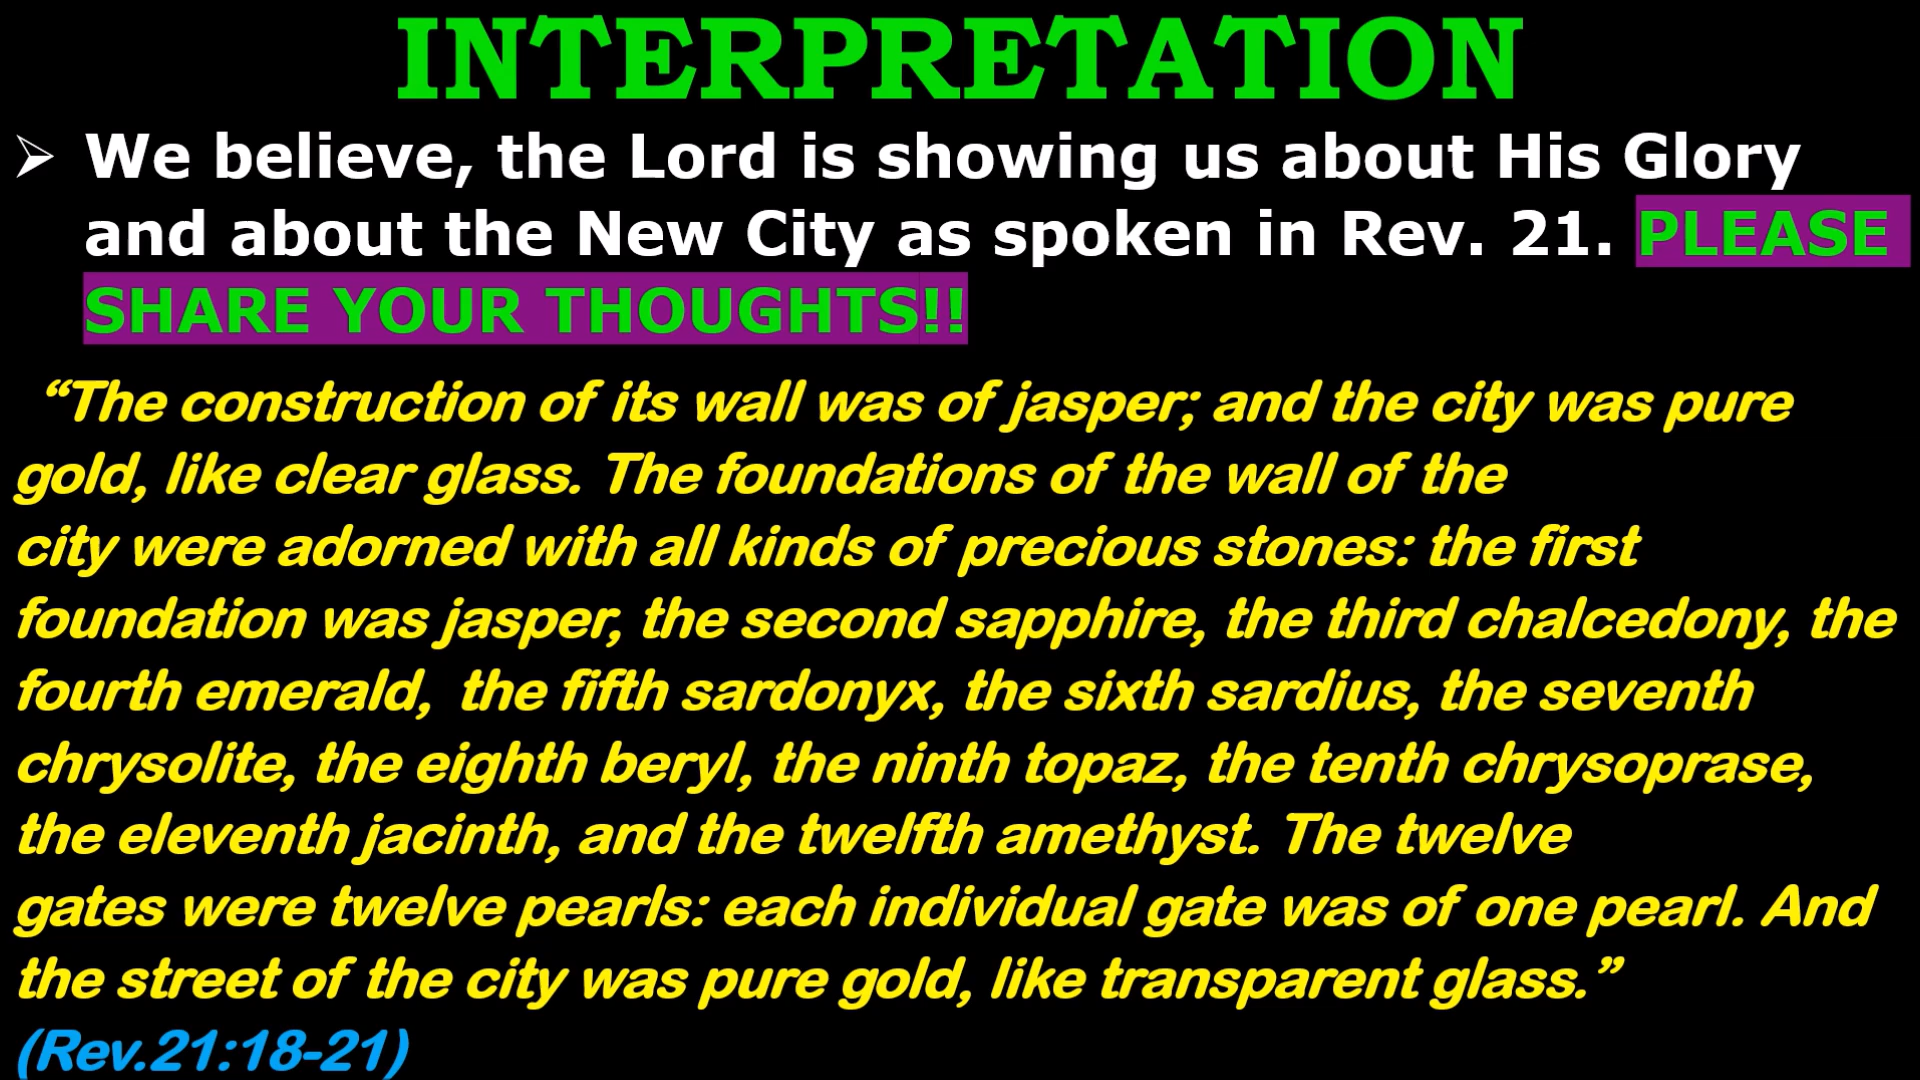 INTERPRETATION
➢ We believe, the Lord is showing us about His Glory
and about the New City as spoken in Rev. 21. PLEASE
SHARE YOUR THOUGHTS!!
“The construction of its wall was of jasper; and the city was pure
gold, like clear glass. The foundations of the wall of the
city were adorned with all kinds of precious stones: the first
foundation was jasper, the second sapphire, the third chalcedony, the
fourth emerald, the fifth sardonyx, the sixth sardius, the seventh
chrysolite, the eighth beryl, the ninth topaz, the tenth chrysoprase,
the eleventh jacinth, and the twelfth amethyst. The twelve
gates were twelve pearls: each individual gate was of one pearl. And
the street of the city was pure gold, like transparent glass.”
(Rev.21:18-21)